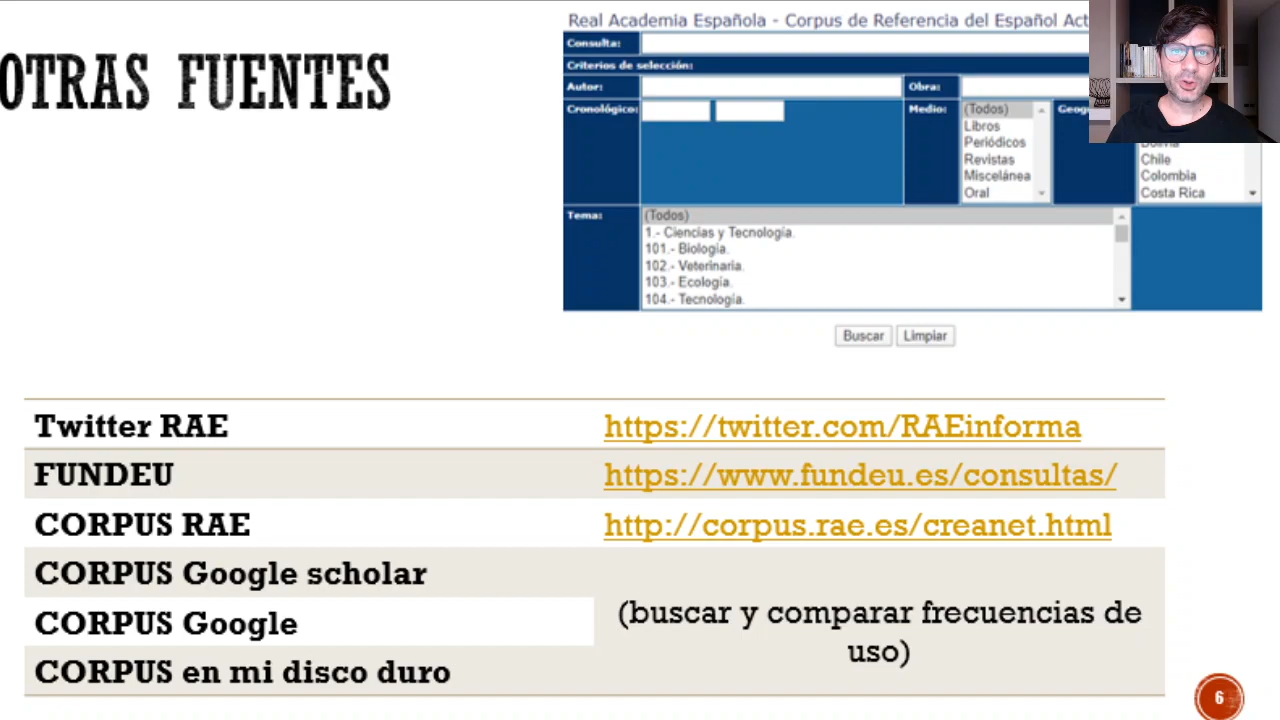 OTRAS FUENTES
Real Academia Española - Corpus de Referencia del Español Act
Consulta:
Criterios de selección:
Autor:
Obra:
Cronológico:
Medio:
(Todos)
Libros
Periódicos
Revistas
Miscelánea
Oral
Chile
Colombia
Costa Rica
Tema:
(Todos)
1.- Ciencias y Tecnología.
101.- Biología.
102.- Veterinaria.
103.- Ecología.
104.- Tecnología.
Buscar Limpiar
Twitter RAE https://twitter.com/RAEinforma
FUNDEU https://www.fundeu.es/consultas/
CORPUS RAE http://corpus.rae.es/creanet.html
CORPUS Google scholar
CORPUS Google
CORPUS en mi disco duro
(buscar y comparar frecuencias de
uso)
6